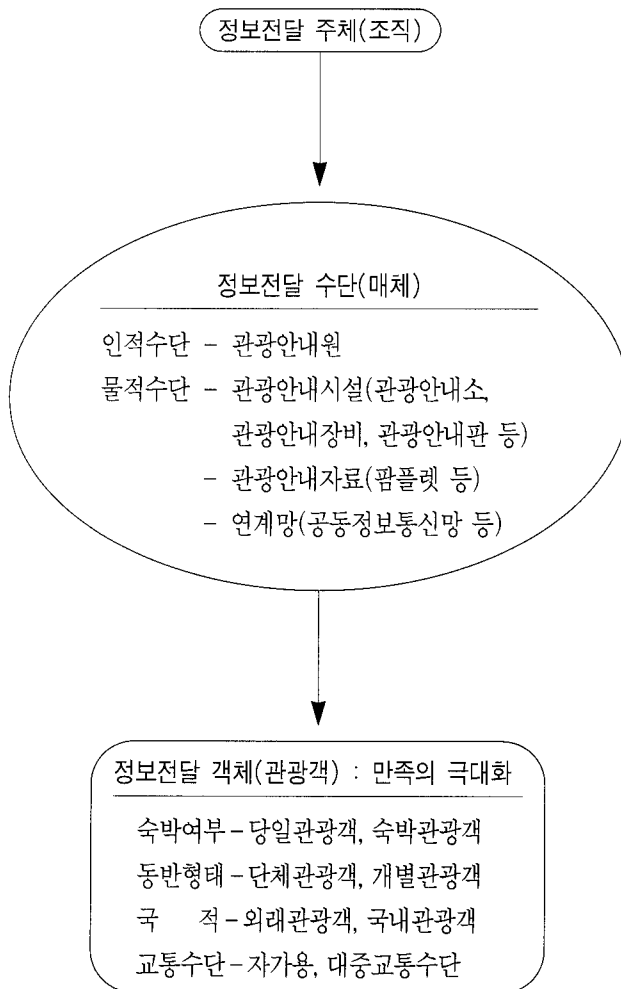 정보전달 주체(조직)
정보전달 수단(매체)
인적수단 - 관광안내원
물적수단 - 관광안내시설(관광안내소,
관광안내장비, 관광안내판 등)
- 관광안내자료(팜플렛 등)
- 연계망(공동정보통신망 등)
정보전달 객체(관광객) : 만족의 극대화
숙박여부-당일관광객, 숙박관광객
동반형태-단체관광객, 개별관광객
국 적-외래관광객, 국내관광객
교통수단-자가용, 대중교통수단